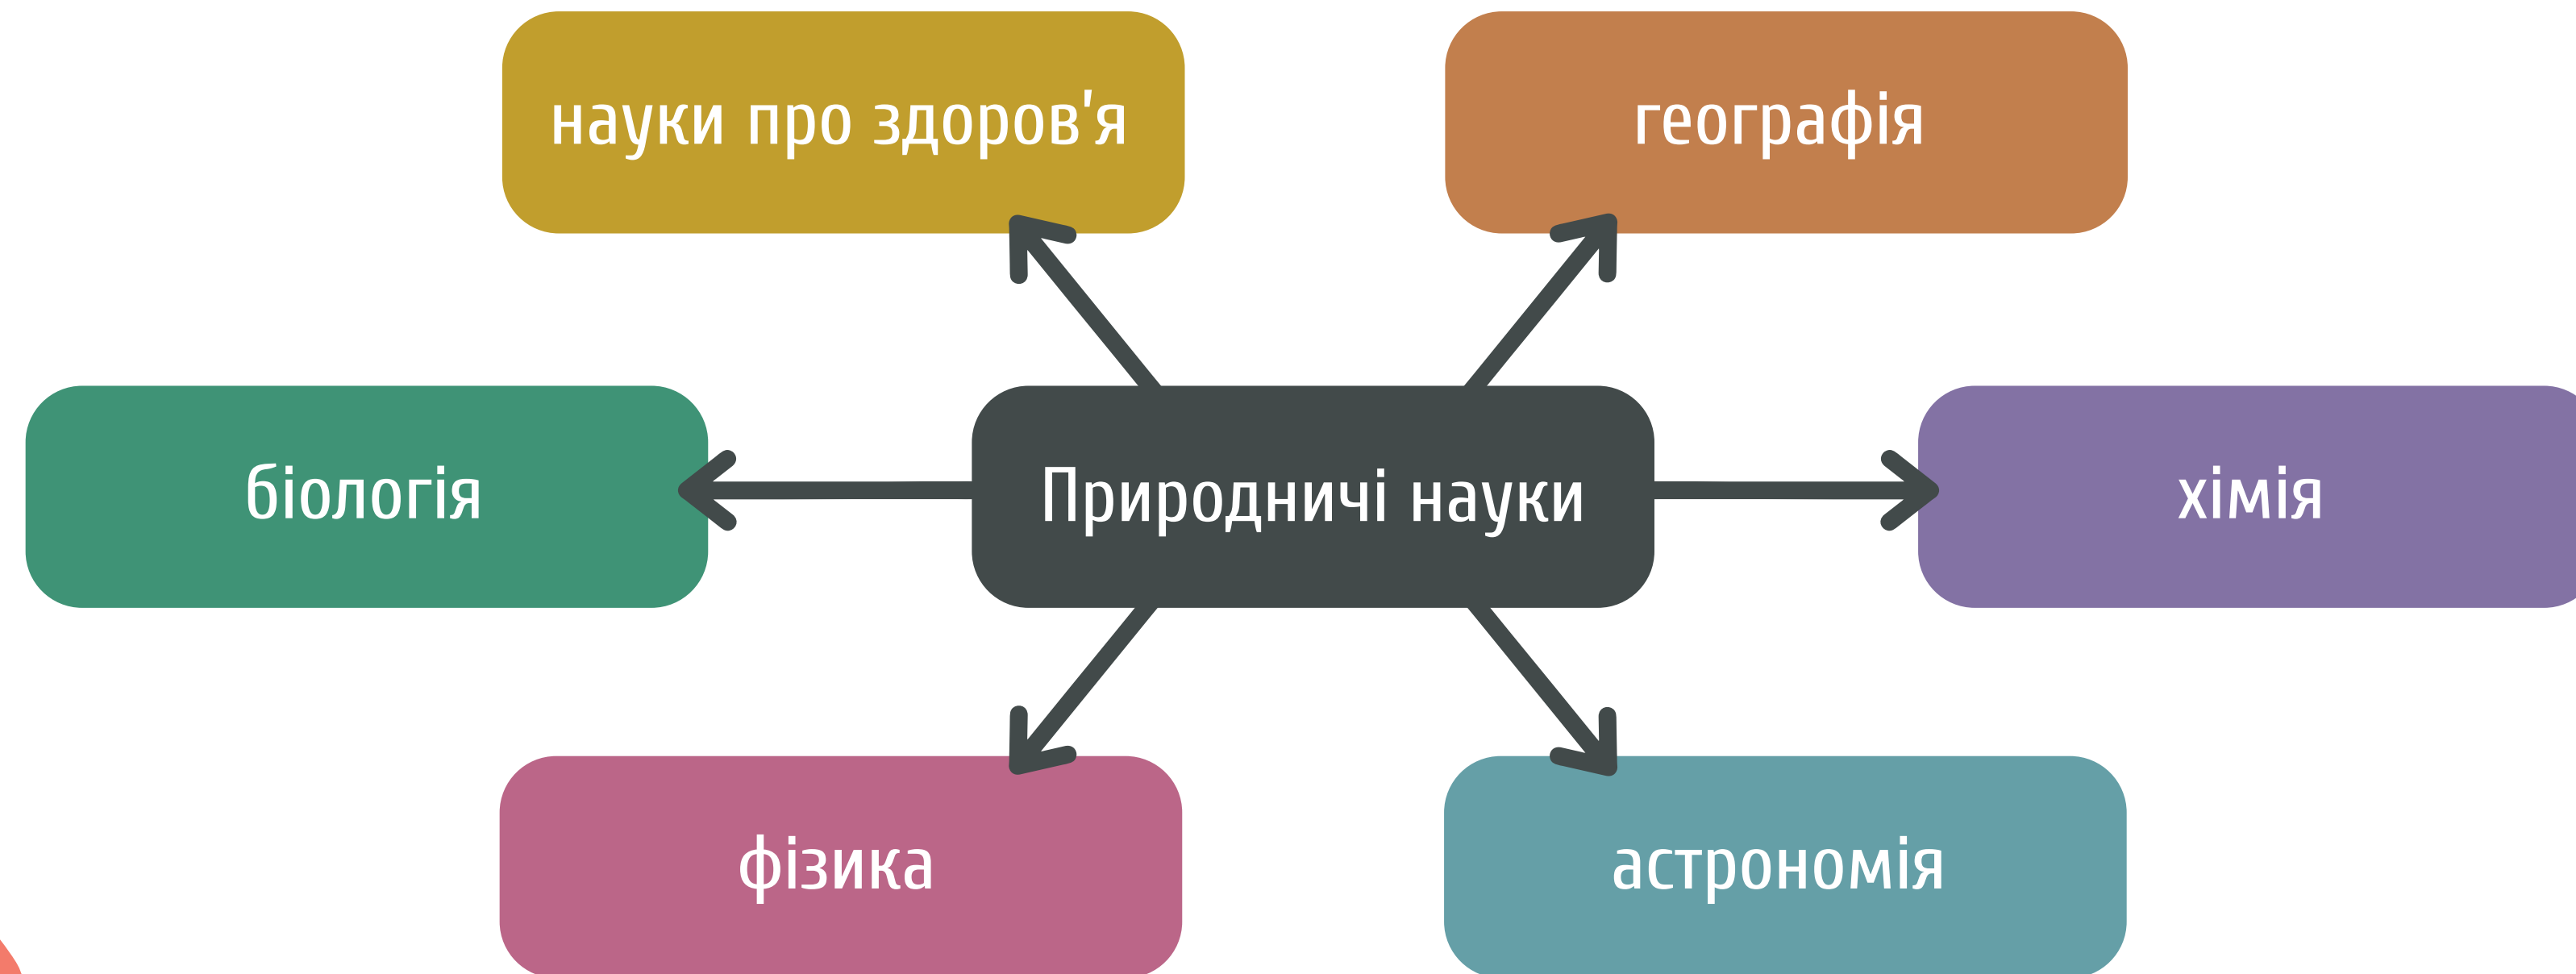 науки про здоров'я
географія
біологія
Природничі науки
хімія
фізика
астрономія